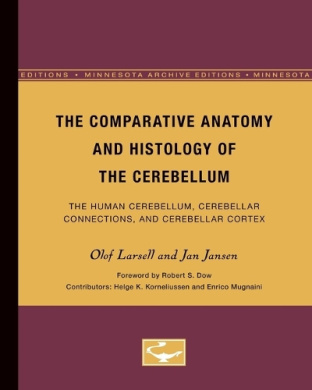 EDITIONS • MINNESOTA ARCHIVE EDITIONS • MINNESOTA
THE COMPARATIVE ANATOMY
AND HISTOLOGY OF
THE CEREBELLUM
THE HUMAN CEREBELLUM, CEREBELLAR
CONNECTIONS, AND CEREBELLAR CORTEX
Olof Larsell and Jan Jansen
Foreword by Robert S. Dow
Contributors: Helge K. Korneliussen and Enrico Mugnaini